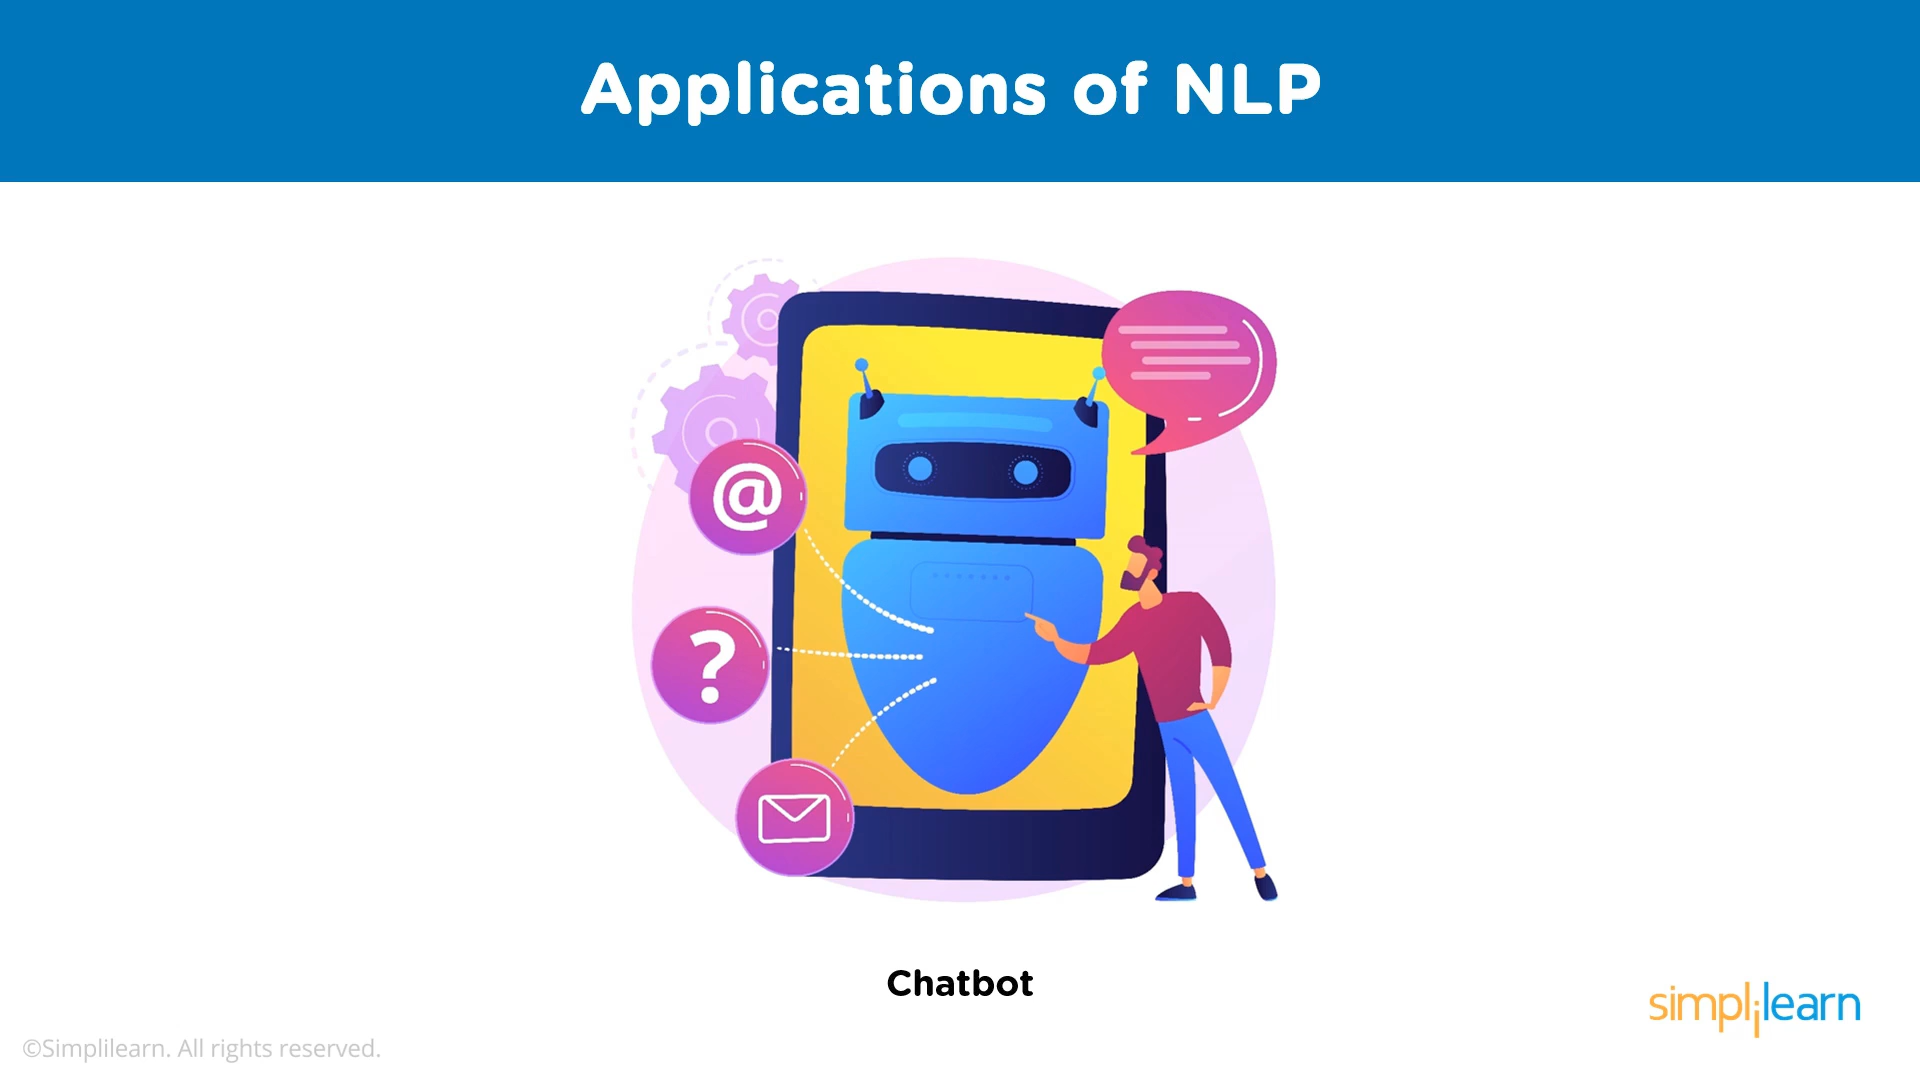 Applications of NLP
@
?
Chatbot
simplilearn
©Simplilearn. All rights reserved.